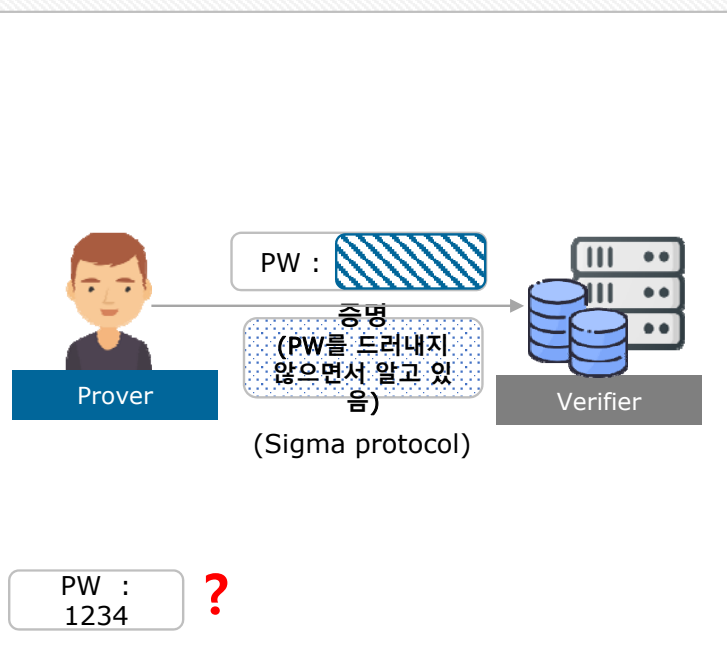 PW :
증명
(PW를 드러내지
않으면서 알고 있
음)
Prover
Verifier
(Sigma protocol)
PW :
1234
?